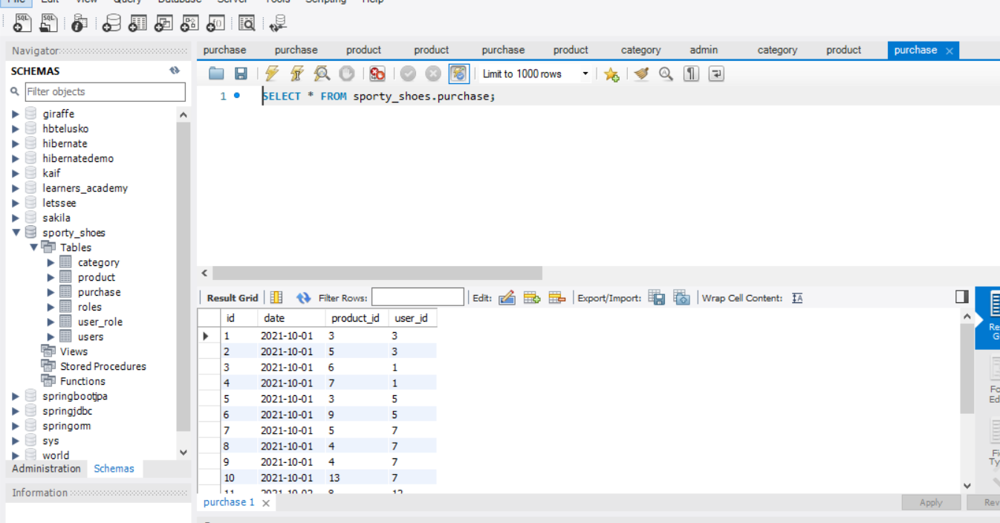 File Edit View Query Database Server Tools Scripting Help
SQL SQL
Navigator
SCHEMAS
Filter objects
giraffe
hbtelusko
hibernate
hibernatedemo
kaif
learners_academy
letssee
sakila
sporty_shoes
Tables
category
product
purchase
roles
user_role
users
Views
Stored Procedures
Functions
springbootjpa
springjdbc
springorm
sys
world
Administration Schemas
Information
purchase purchase product product purchase product category admin category product purchase
Limit to 1000 rows
1 SELECT * FROM sporty_shoes.purchase;
Result Grid Filter Rows: Edit: Export/Import: Wrap Cell Content: IA
id date product_id user_id
1 2021-10-01 3 3
2 2021-10-01 5 3
3 2021-10-01 6 1
4 2021-10-01 7 1
5 2021-10-01 3 5
6 2021-10-01 9 5
7 2021-10-01 5 7
8 2021-10-01 4 7
9 2021-10-01 4 7
10 2021-10-01 13 7
11 2021-10-02 8 12
purchase 1
Apply Rev